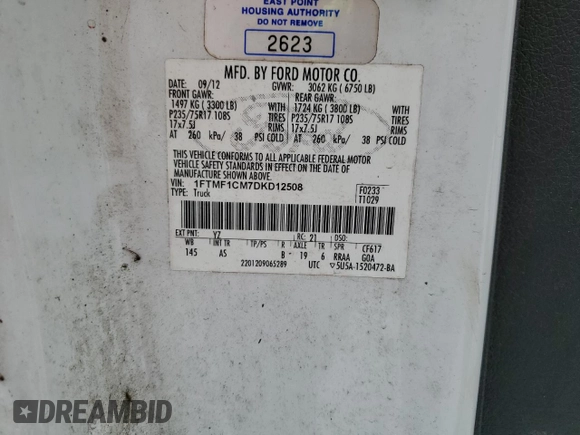 EAST POINT
HOUSING AUTHORITY
DO NOT REMOVE
2623
MFD. BY FORD MOTOR CO.
DATE: 09/12 GVWR: 3062 KG ( 6750 LB)
FRONT GAWR: REAR GAWR:
1497 KG ( 3300 LB) WITH 1724 KG ( 3800 LB) WITH
P235/75R17 108S TIRES P235/75R17 108S TIRES
17x7.5J RIMS 17x7.5J RIMS
AT 260 kPa/ 38 PSI COLD AT 260 kPa/ 38 PSI COLD
THIS VEHICLE CONFORMS TO ALL APPLICABLE FEDERAL MOTOR
VEHICLE SAFETY STANDARDS IN EFFECT ON THE DATE OF
MANUFACTURE SHOWN ABOVE.
VIN: 1FTMF1CM7DKD12508 F0233
TYPE: Truck T1029
EXT PNT: YZ RC: 21 DSO:
WB INT TR TP/PS R AXLE TR SPR CF617
145 AS B 19 6 RRAA GOA
2201209065289 UTC ▽5U5A-1520472-BA
DREAMBID